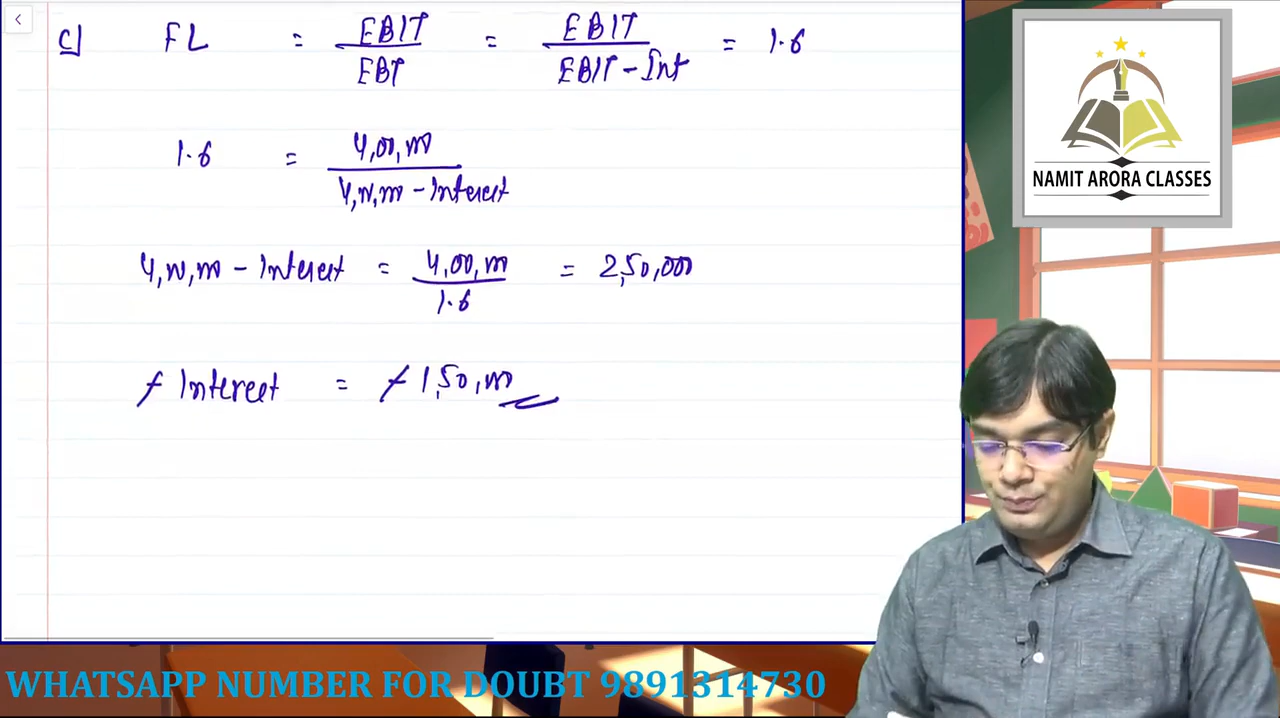 c] FL = EBIT / EBT = EBIT / EBIT - Int = 1.6
1.6 = 4,00,000 / 4,00,000 - Interest
4,00,000 - Interest = 4,00,000 / 1.6 = 2,50,000
f Interest = f 1,50,000
NAMIT ARORA CLASSES
WHATSAPP NUMBER FOR DOUBT 9891314730